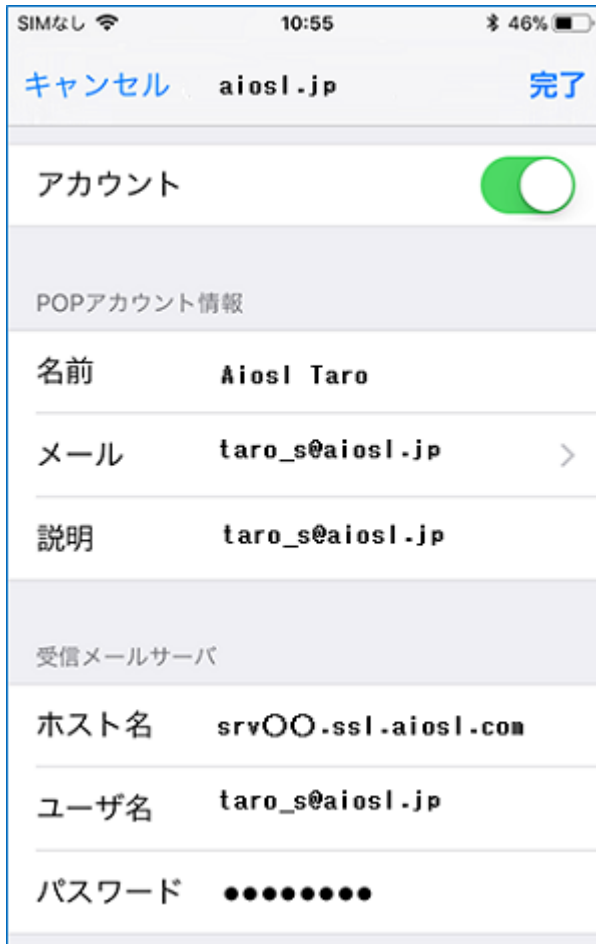 SIMなし 10:55 46%
キャンセル aiosl.jp 完了
アカウント
POPアカウント情報
名前 Aiosl Taro
メール taro_s@aiosl.jp
説明 taro_s@aiosl.jp
受信メールサーバ
ホスト名 srv〇〇.ssl.aiosl.com
ユーザ名 taro_s@aiosl.jp
パスワード ●●●●●●●●